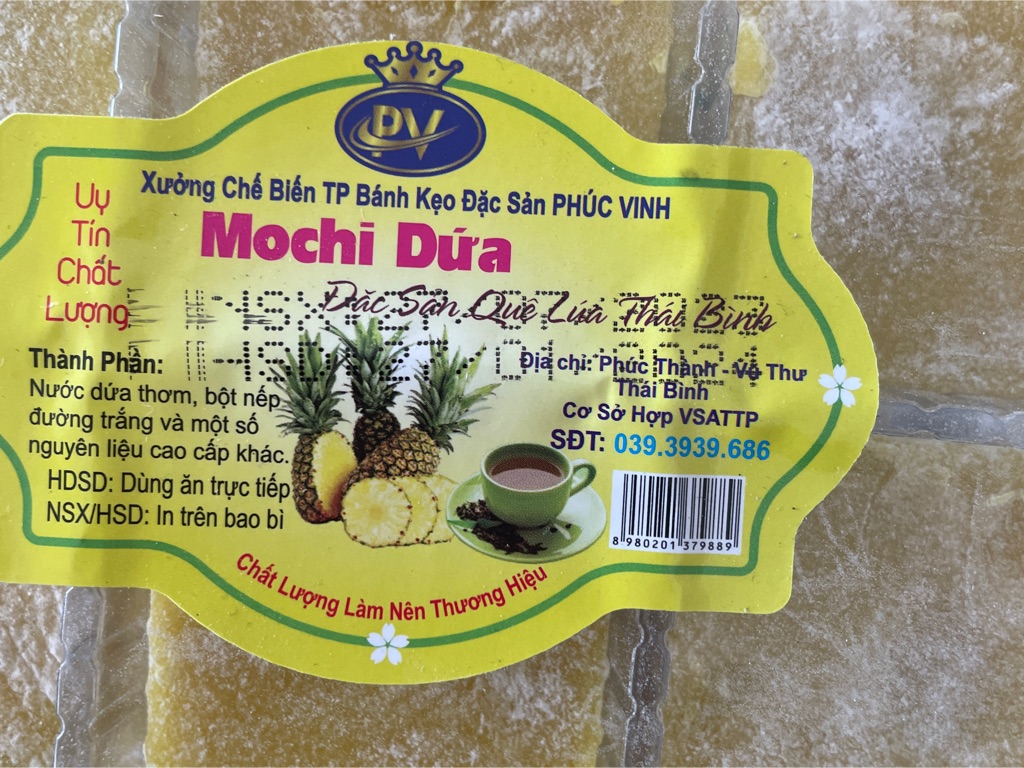 PV
Xưởng Chế Biến TP Bánh Kẹo Đặc Sản PHÚC VINH
Uy
Tín
Chất
Lượng
Mochi Dứa
Đặc Sản Quê Lúa Thái Bình
Thành Phần:
Nước dứa thơm, bột nếp
đường trắng và một số
nguyên liệu cao cấp khác.
HDSD: Dùng ăn trực tiếp
NSX/HSD: In trên bao bì
Địa chỉ: Phúc Thành - Vũ Thư
Thái Bình
Cơ Sở Hợp VSATTP
SĐT: 039.3939.686
8 980201 379889
Chất Lượng Làm Nên Thương Hiệu